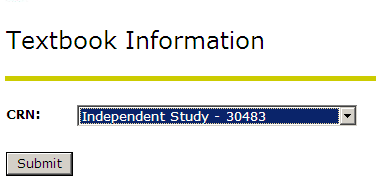 Textbook Information
CRN: Independent Study - 30483
Submit